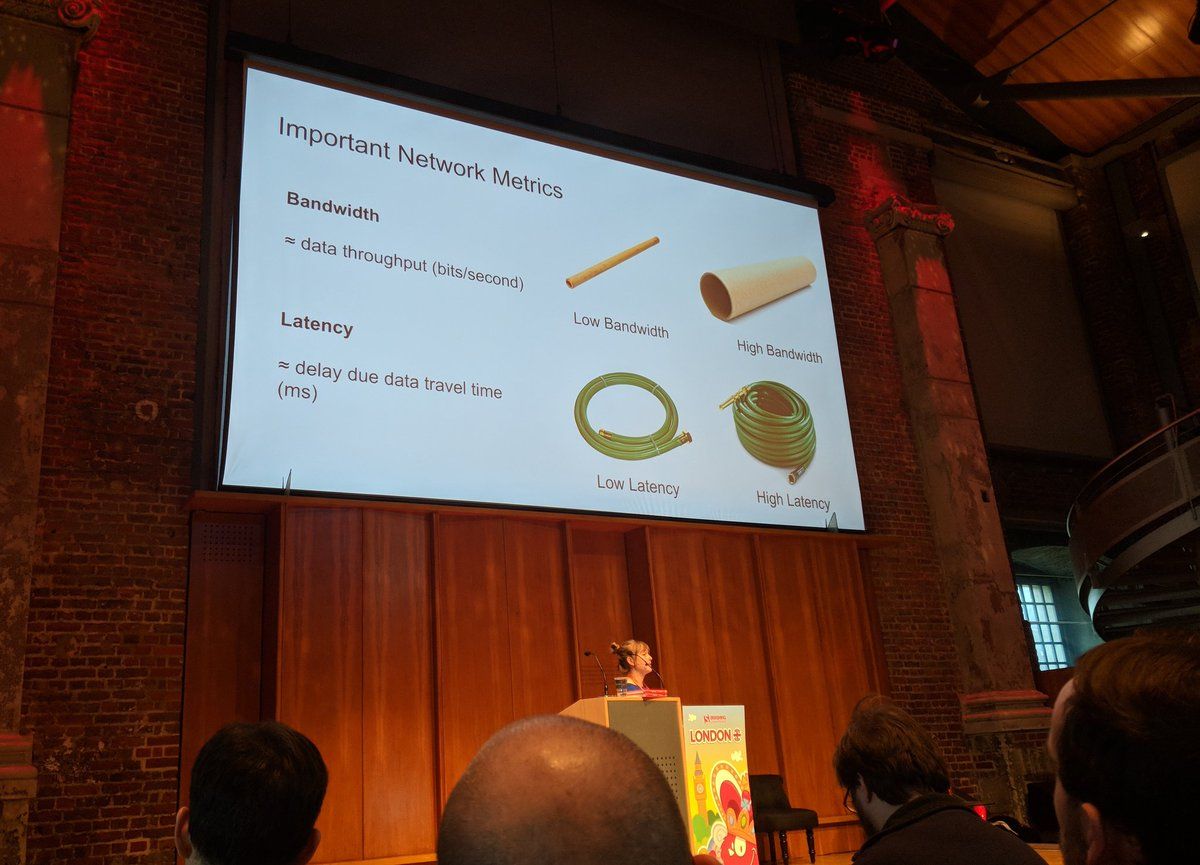 Important Network Metrics
Bandwidth
≈ data throughput (bits/second)
Low Bandwidth
High Bandwidth
Latency
≈ delay due data travel time
(ms)
Low Latency
High Latency
LONDON